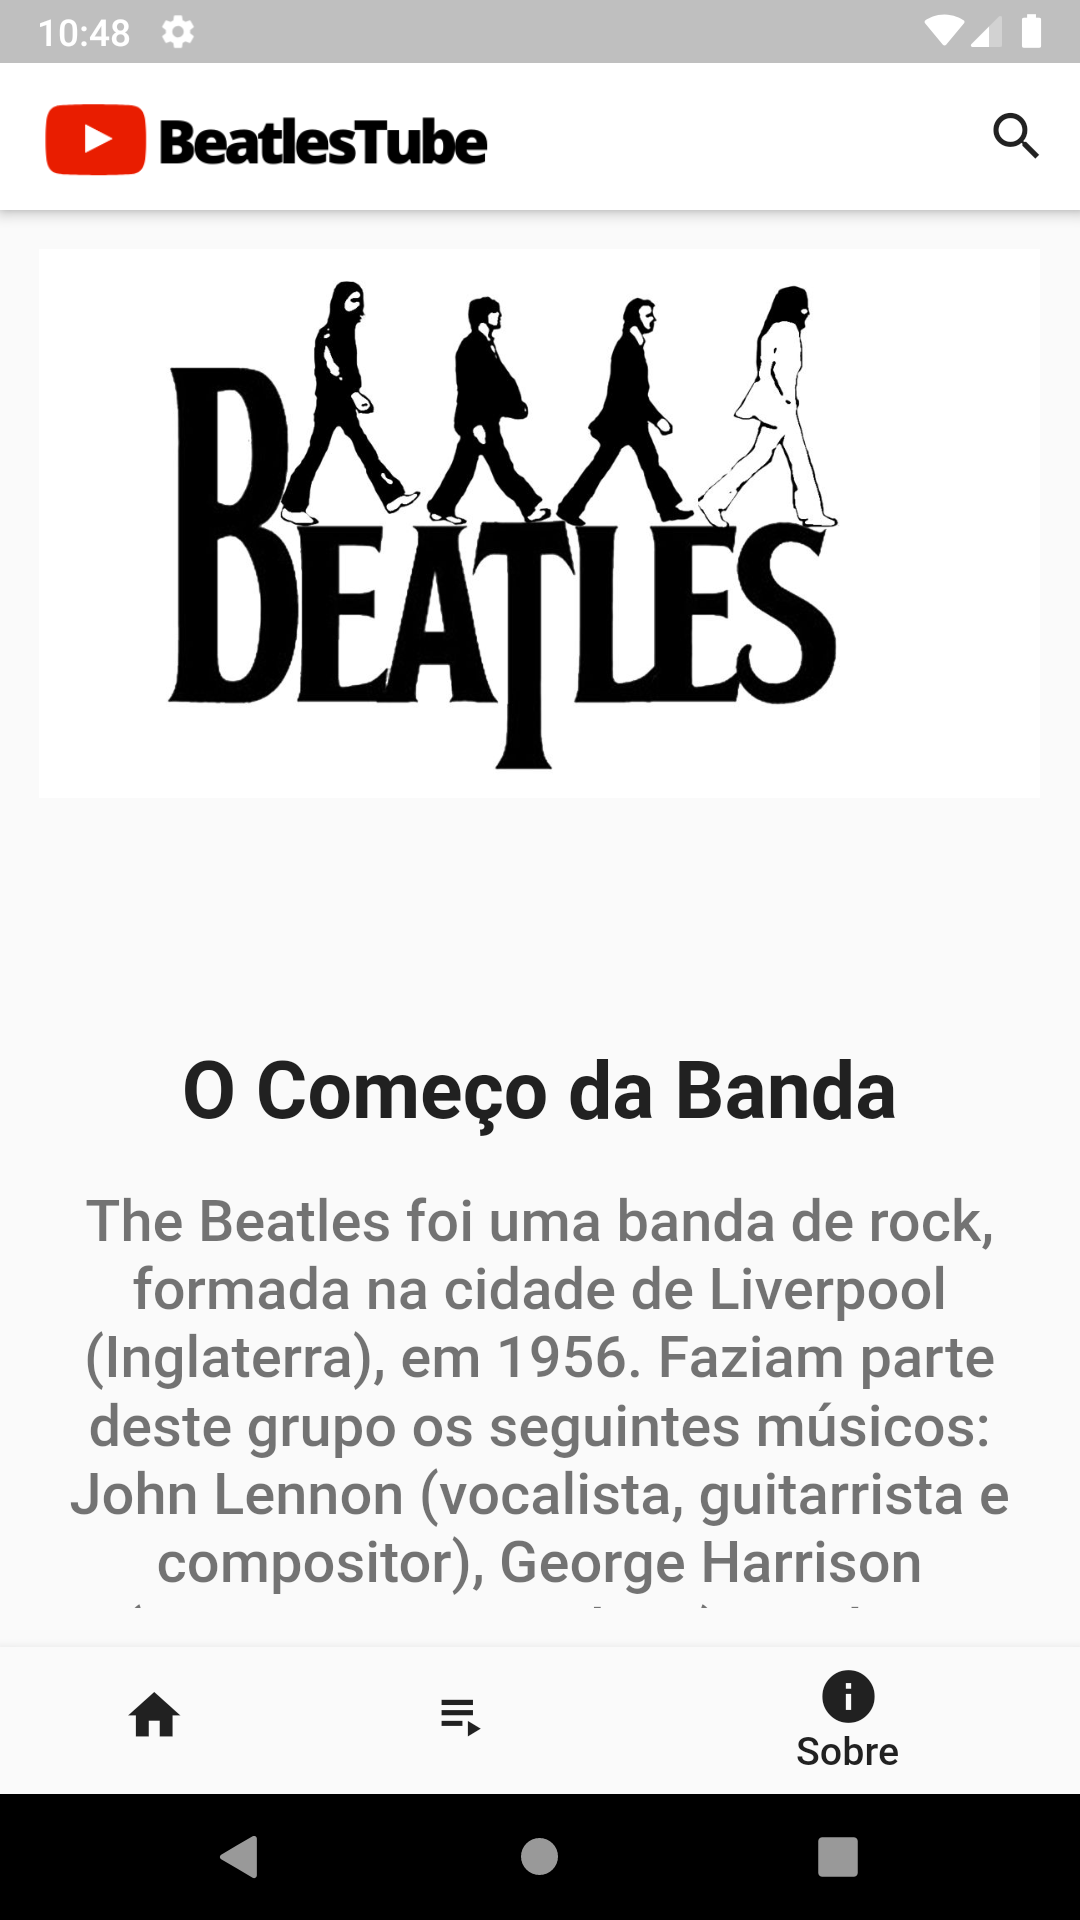 10:48
BeatlesTube
BEATLES
O Começo da Banda
The Beatles foi uma banda de rock,
formada na cidade de Liverpool
(Inglaterra), em 1956. Faziam parte
deste grupo os seguintes músicos:
John Lennon (vocalista, guitarrista e
compositor), George Harrison
Sobre